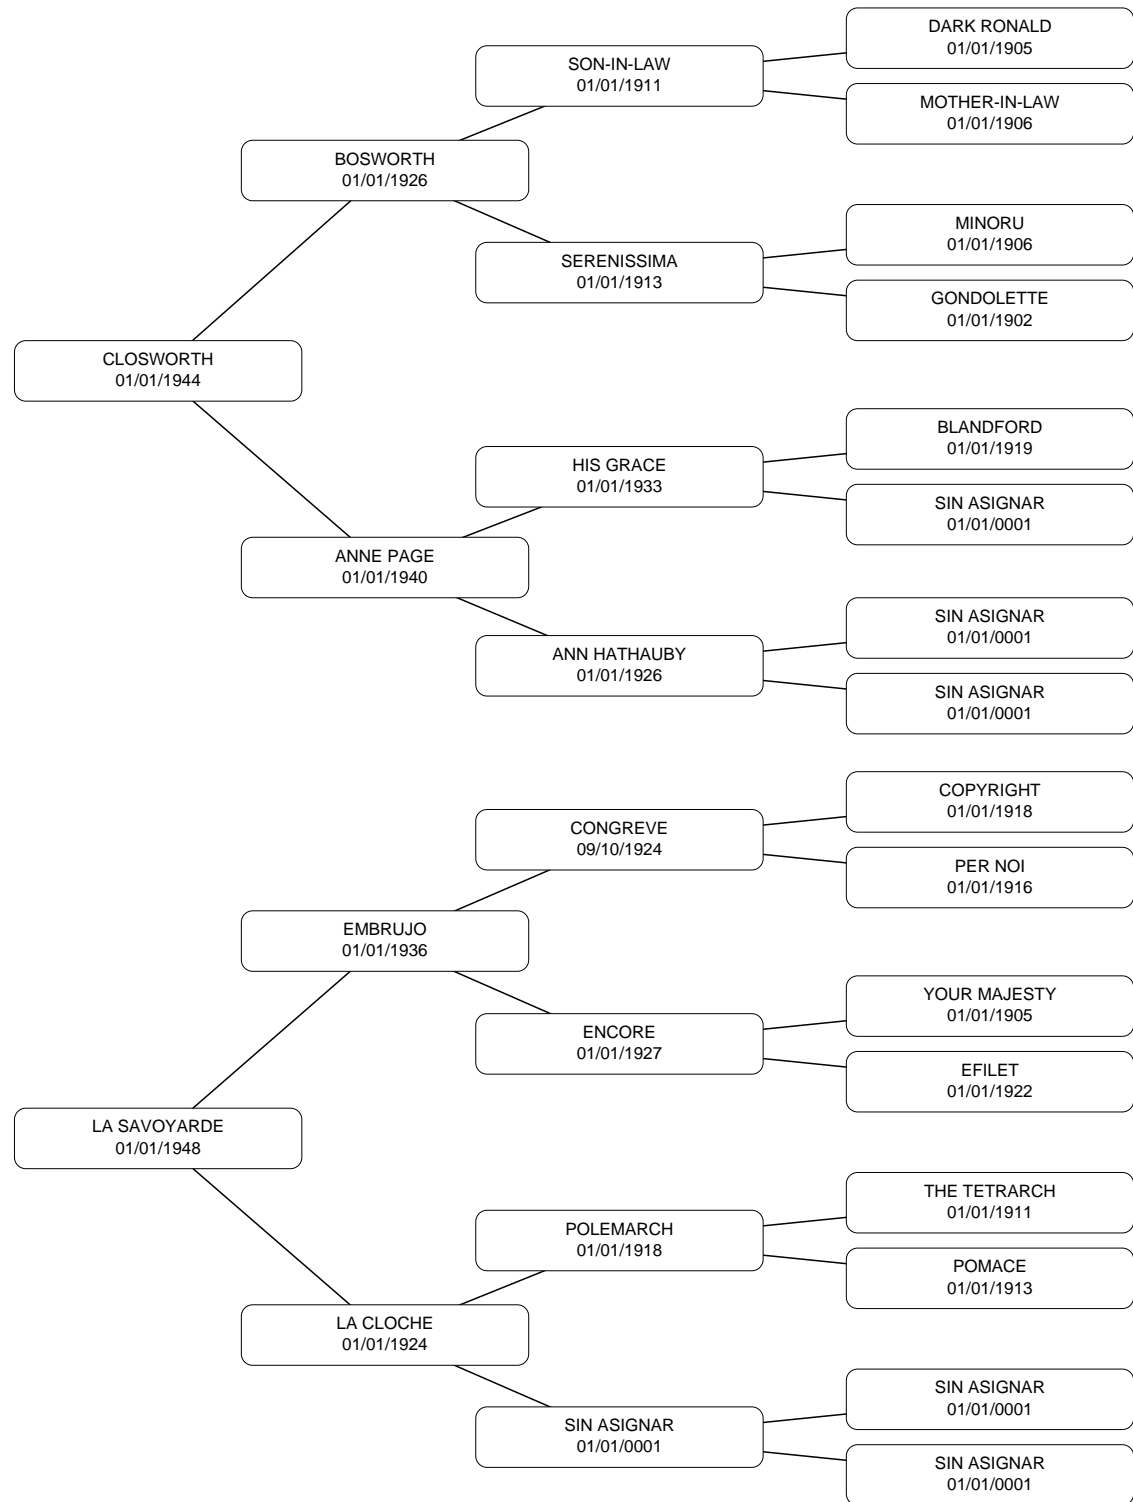 DARK RONALD
01/01/1905
SON-IN-LAW
01/01/1911
MOTHER-IN-LAW
01/01/1906
BOSWORTH
01/01/1926
MINORU
01/01/1906
SERENISSIMA
01/01/1913
GONDOLETTE
01/01/1902
CLOSWORTH
01/01/1944
BLANDFORD
01/01/1919
HIS GRACE
01/01/1933
SIN ASIGNAR
01/01/0001
ANNE PAGE
01/01/1940
SIN ASIGNAR
01/01/0001
ANN HATHAUBY
01/01/1926
SIN ASIGNAR
01/01/0001
COPYRIGHT
01/01/1918
CONGREVE
09/10/1924
PER NOI
01/01/1916
EMBRUJO
01/01/1936
YOUR MAJESTY
01/01/1905
ENCORE
01/01/1927
EFILET
01/01/1922
LA SAVOYARDE
01/01/1948
THE TETRARCH
01/01/1911
POLEMARCH
01/01/1918
POMACE
01/01/1913
LA CLOCHE
01/01/1924
SIN ASIGNAR
01/01/0001
SIN ASIGNAR
01/01/0001
SIN ASIGNAR
01/01/0001